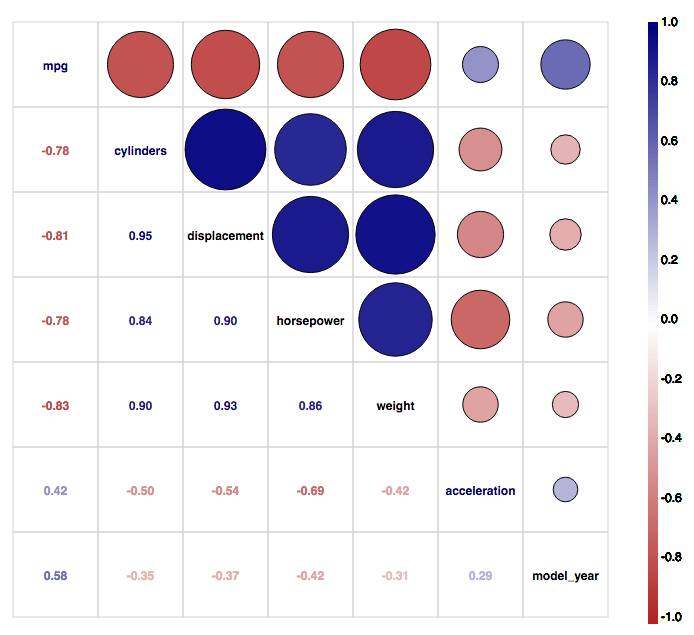 mpg
-0.78 cylinders
-0.81 0.95 displacement
-0.78 0.84 0.90 horsepower
-0.83 0.90 0.93 0.86 weight
0.42 -0.50 -0.54 -0.69 -0.42 acceleration
0.58 -0.35 -0.37 -0.42 -0.31 0.29 model_year
1.0
0.8
0.6
0.4
0.2
0.0
-0.2
-0.4
-0.6
-0.8
-1.0